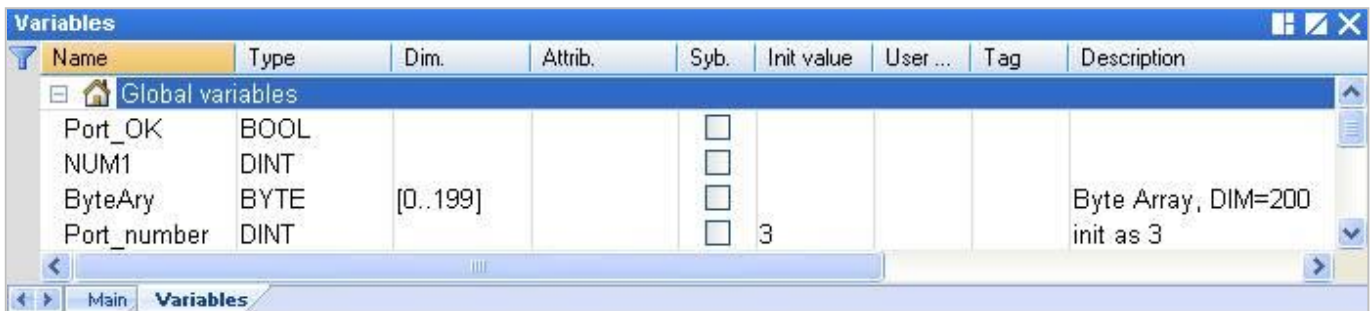 Variables
Name Type Dim. Attrib. Syb. Init value User ... Tag Description
Global variables
Port_OK BOOL
NUM1 DINT
ByteAry BYTE [0..199] Byte Array, DIM=200
Port_number DINT 3 init as 3
Main Variables